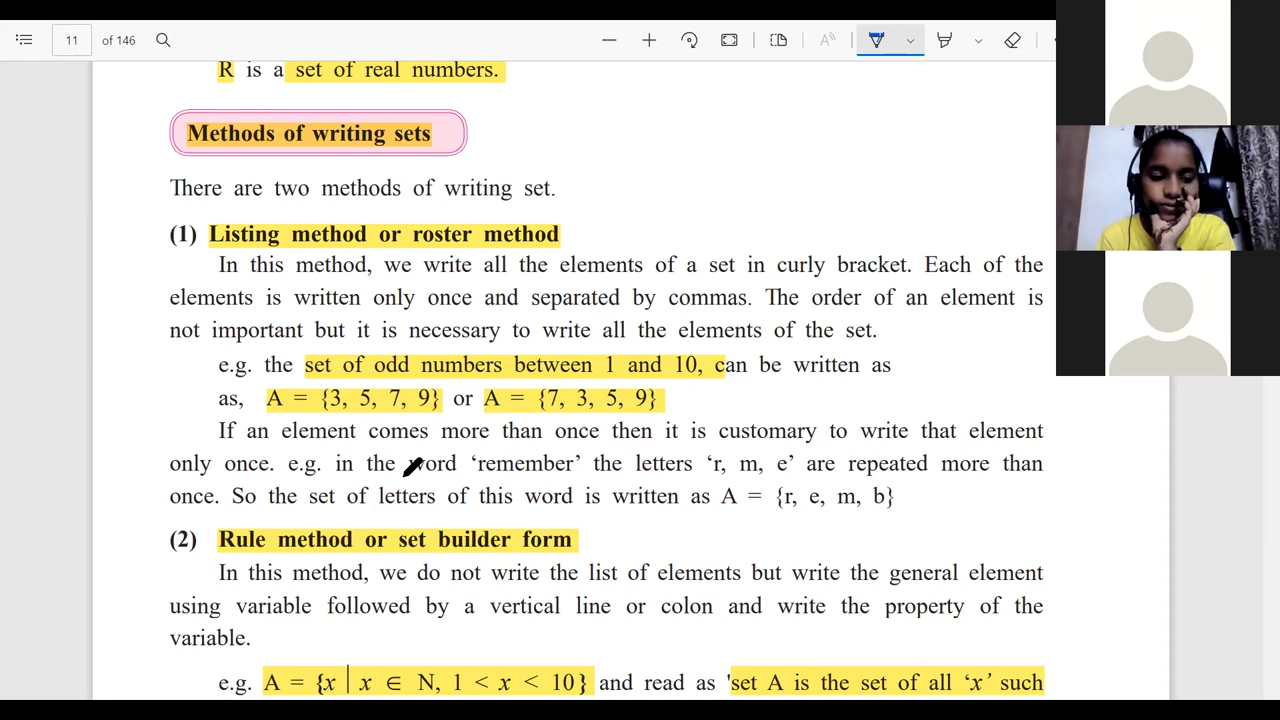 11 of 146
R is a set of real numbers.
Methods of writing sets
There are two methods of writing set.
(1) Listing method or roster method
In this method, we write all the elements of a set in curly bracket. Each of the
elements is written only once and separated by commas. The order of an element is
not important but it is necessary to write all the elements of the set.
e.g. the set of odd numbers between 1 and 10, can be written as
as, A = {3, 5, 7, 9} or A = {7, 3, 5, 9}
If an element comes more than once then it is customary to write that element
only once. e.g. in the word ‘remember’ the letters ‘r, m, e’ are repeated more than
once. So the set of letters of this word is written as A = {r, e, m, b}
(2) Rule method or set builder form
In this method, we do not write the list of elements but write the general element
using variable followed by a vertical line or colon and write the property of the
variable.
e.g. A = {x | x ∈ N, 1 < x < 10} and read as 'set A is the set of all ‘x’ such